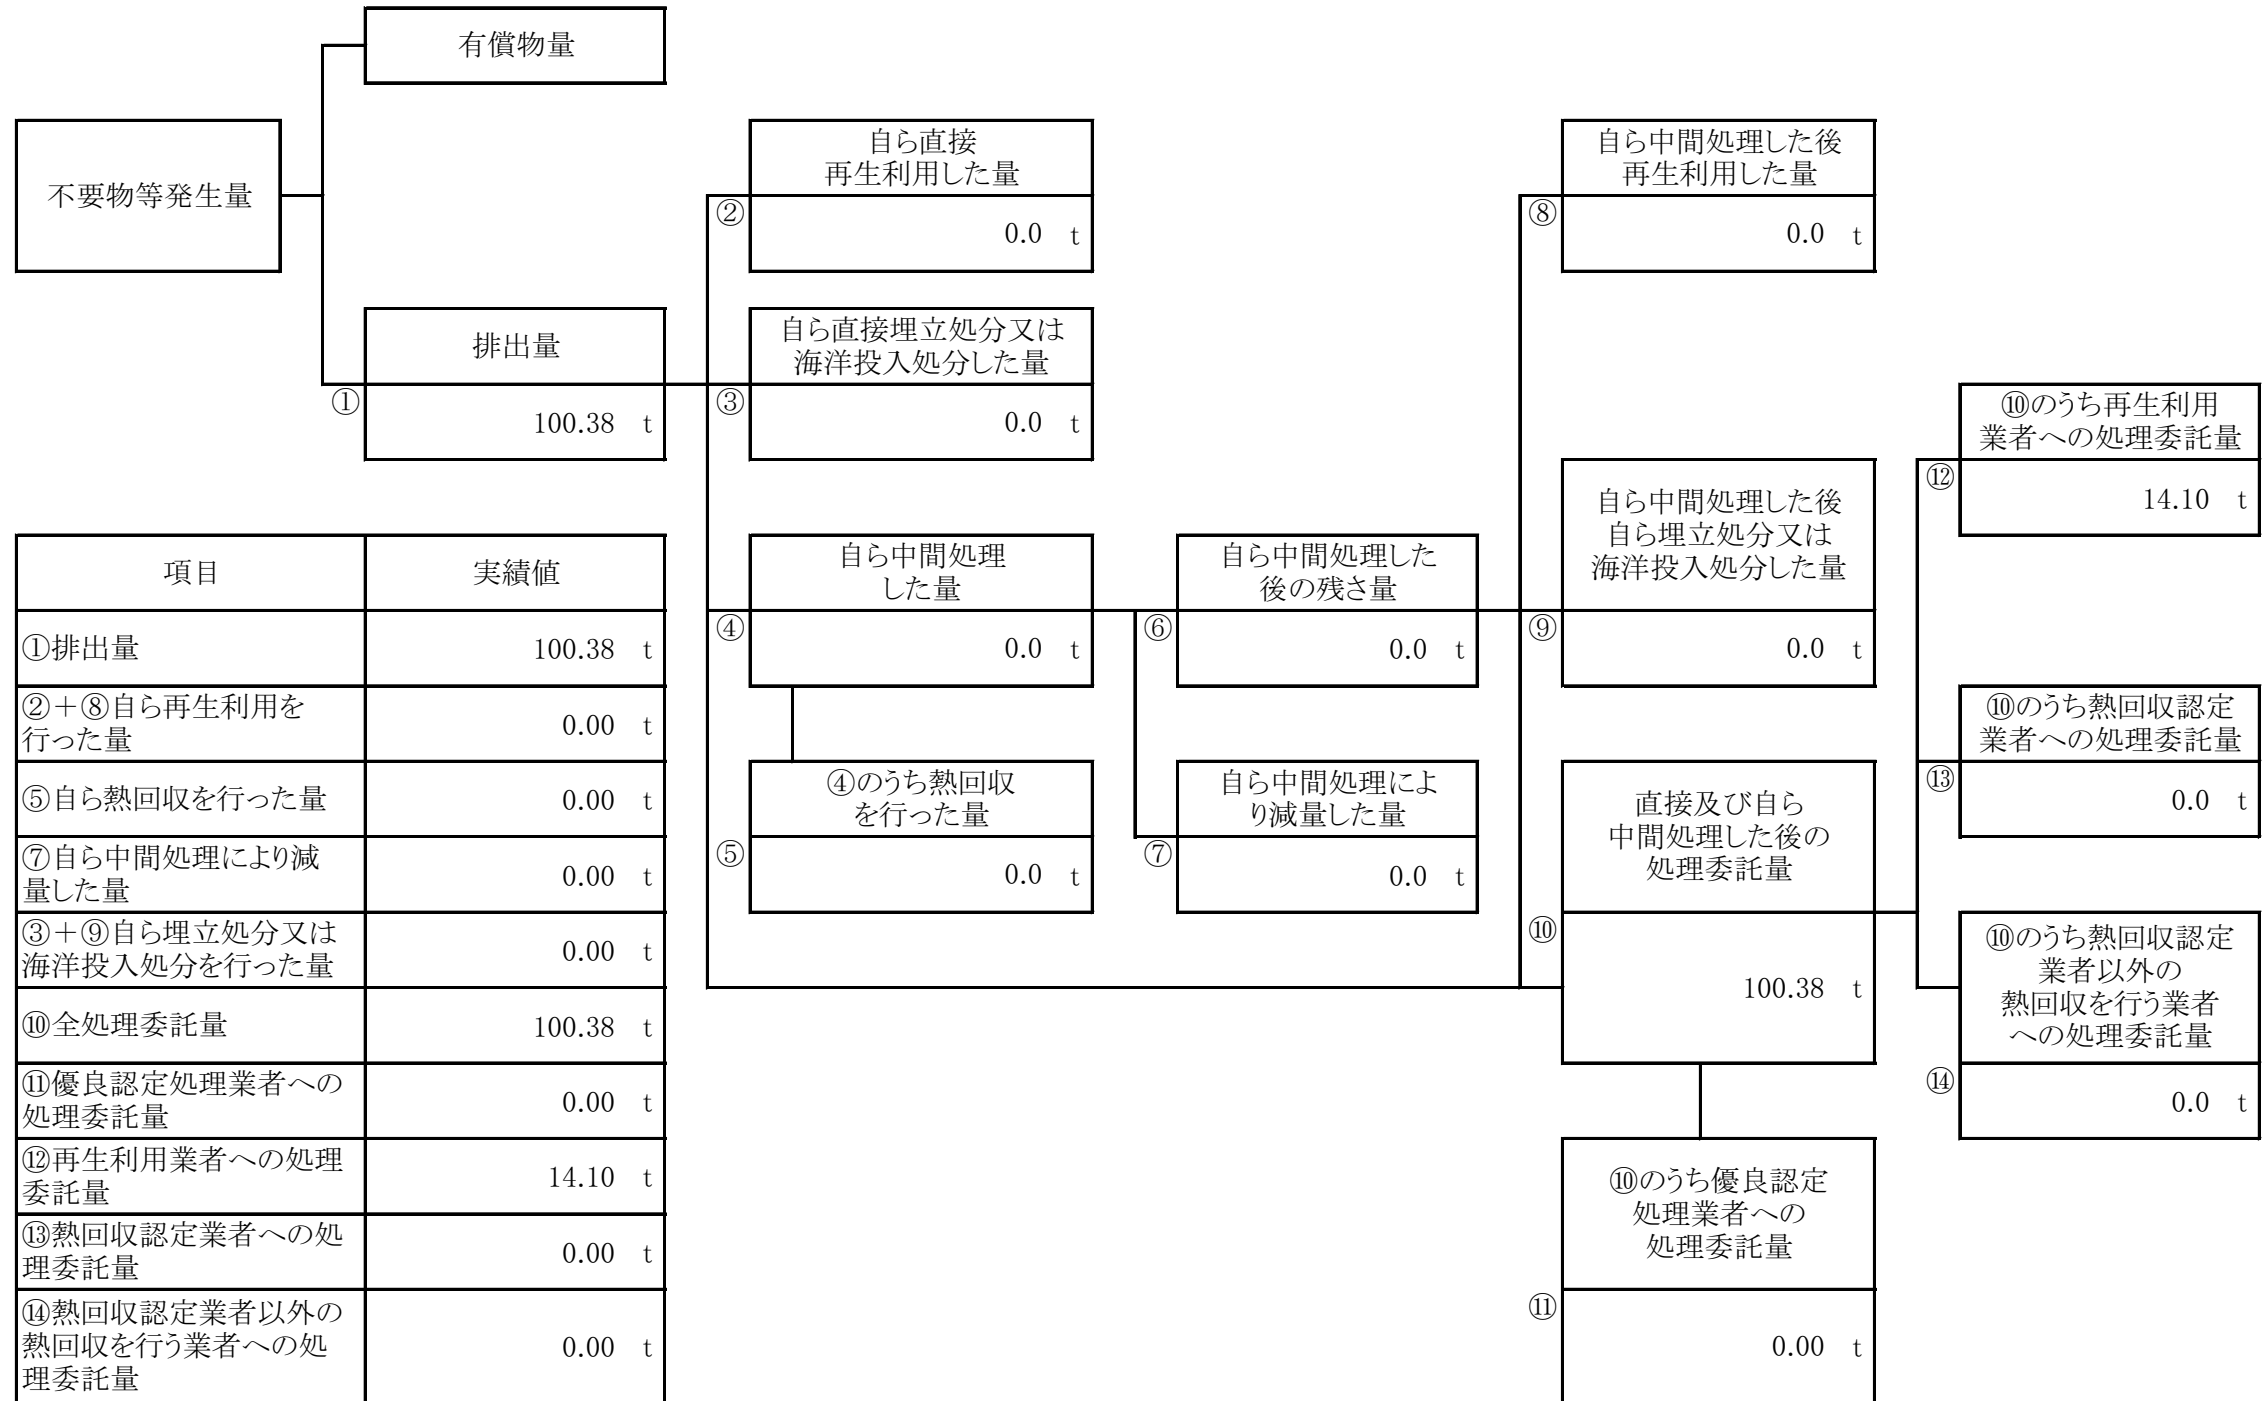 有償物量
不要物等発生量
排出量
①
100.38 t
自ら直接
再生利用した量
②
0.0 t
自ら直接埋立処分又は
海洋投入処分した量
③
0.0 t
自ら中間処理
した量
④
0.0 t
④のうち熱回収
を行った量
⑤
0.0 t
自ら中間処理した
後の残さ量
⑥
0.0 t
自ら中間処理によ
り減量した量
⑦
0.0 t
自ら中間処理した後
再生利用した量
⑧
0.0 t
自ら中間処理した後
自ら埋立処分又は
海洋投入処分した量
⑨
0.0 t
直接及び自ら
中間処理した後の
処理委託量
⑩
100.38 t
⑩のうち優良認定
処理業者への
処理委託量
⑪
0.00 t
⑩のうち再生利用
業者への処理委託量
⑫
14.10 t
⑩のうち熱回収認定
業者への処理委託量
⑬
0.0 t
⑩のうち熱回収認定
業者以外の
熱回収を行う業者
への処理委託量
⑭
0.0 t
項目 実績値
①排出量 100.38 t
②＋⑧自ら再生利用を
行った量 0.00 t
⑤自ら熱回収を行った量 0.00 t
⑦自ら中間処理により減
量した量 0.00 t
③＋⑨自ら埋立処分又は
海洋投入処分を行った量 0.00 t
⑩全処理委託量 100.38 t
⑪優良認定処理業者への
処理委託量 0.00 t
⑫再生利用業者への処理
委託量 14.10 t
⑬熱回収認定業者への処
理委託量 0.00 t
⑭熱回収認定業者以外の
熱回収を行う業者への処
理委託量 0.00 t